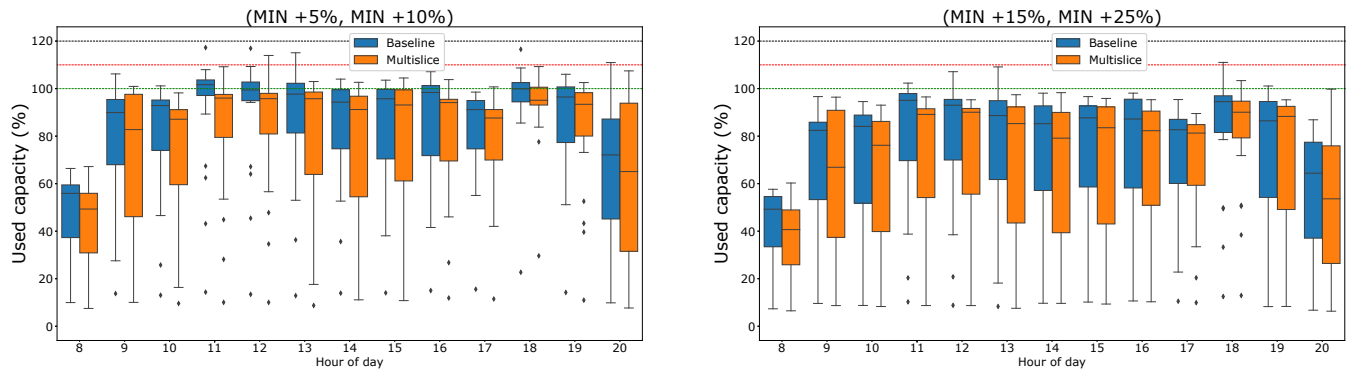 (MIN +5%, MIN +10%)
Baseline
Multislice
Used capacity (%)
120
100
80
60
40
20
0
8 9 10 11 12 13 14 15 16 17 18 19 20
Hour of day
(MIN +15%, MIN +25%)
Baseline
Multislice
Used capacity (%)
120
100
80
60
40
20
0
8 9 10 11 12 13 14 15 16 17 18 19 20
Hour of day